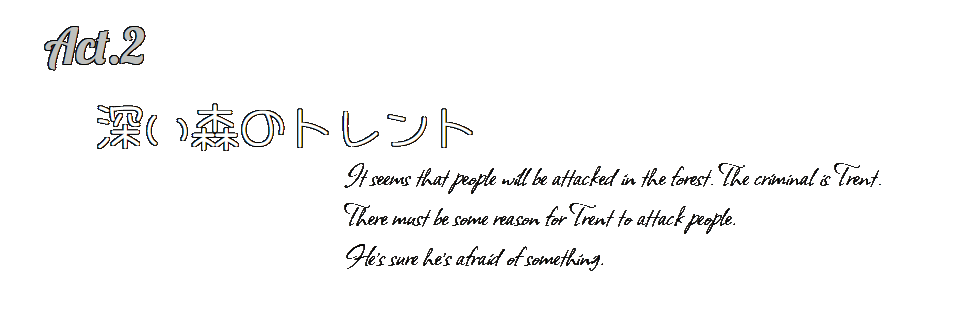 Act.2
深い森のトレント
It seems that people will be attacked in the forest. The criminal is Trent.
There must be some reason for Trent to attack people.
He's sure he's afraid of something.